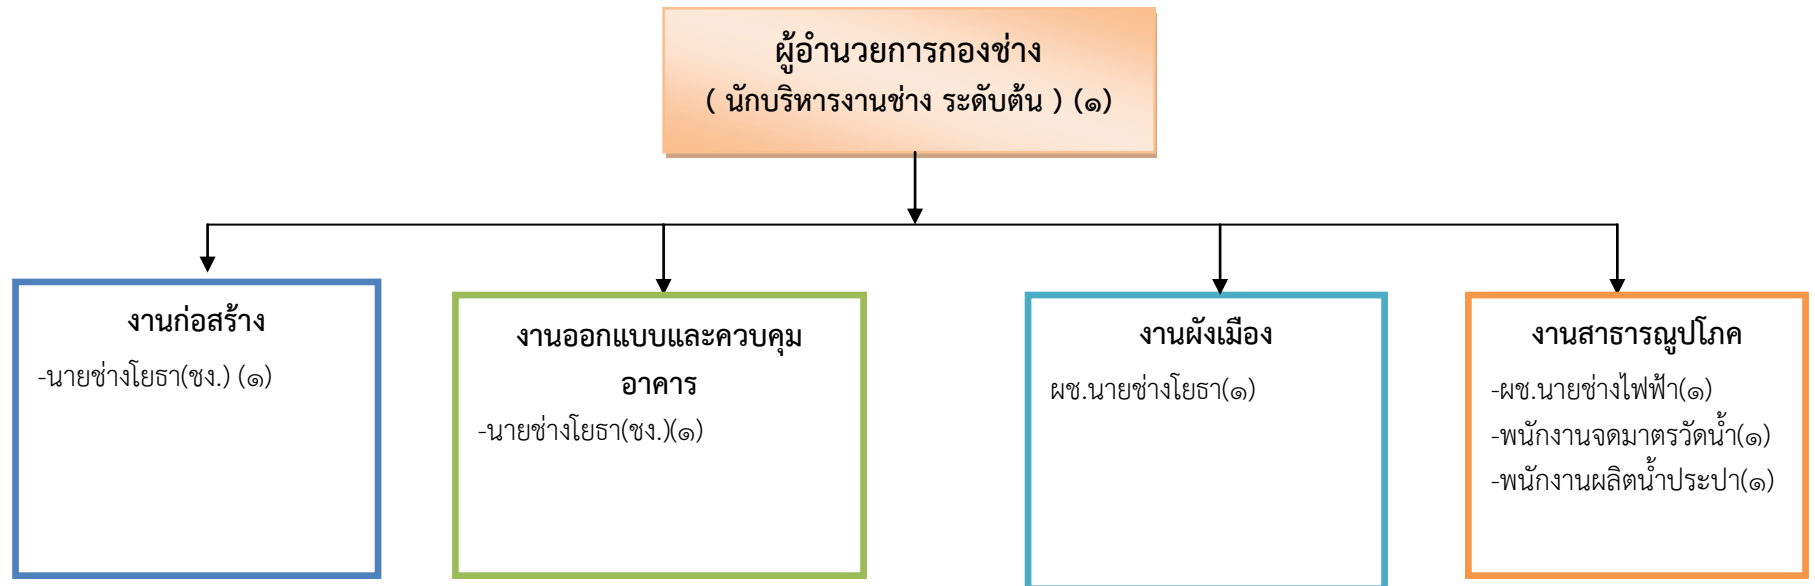 ผู้อำนวยการกองช่าง
( นักบริหารงานช่าง ระดับต้น ) (๑)
งานก่อสร้าง
-นายช่างโยธา(ชง.) (๑)
งานออกแบบและควบคุม
อาคาร
-นายช่างโยธา(ชง.)(๑)
งานผังเมือง
ผช.นายช่างโยธา(๑)
งานสาธารณูปโภค
-ผช.นายช่างไฟฟ้า(๑)
-พนักงานจดมาตรวัดน้ำ(๑)
-พนักงานผลิตน้ำประปา(๑)